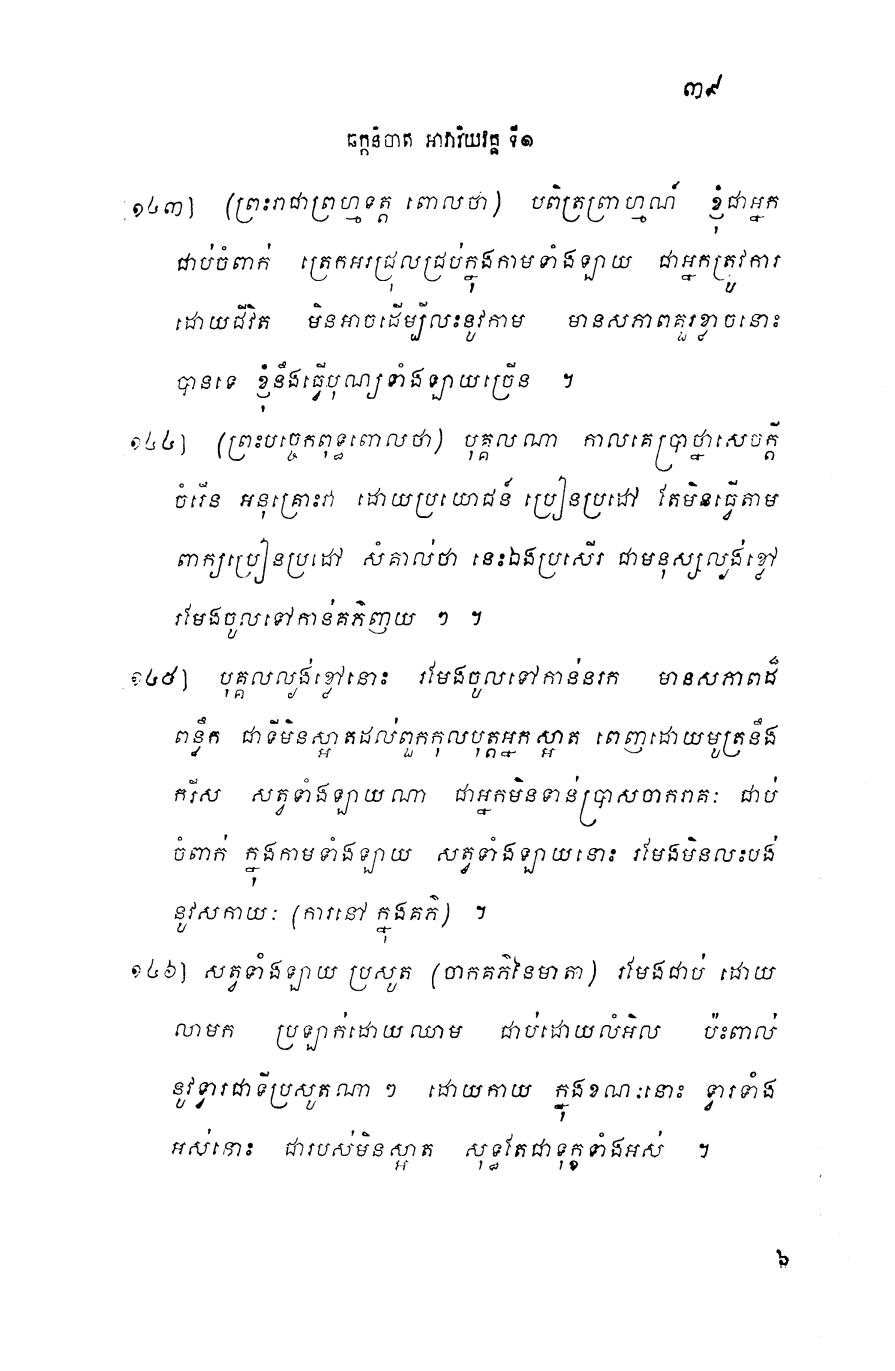 ៣៩
ឆក្កនិបាត អាវារិយវគ្គ ទី១
១៤៣] (ព្រះរាជាព្រហ្មទត្ត ពោលថា) បពិត្រព្រាហ្មណ៍ ខ្ញុំជាអ្នក
ជាប់ចំពាក់ ត្រេកអរជ្រុលជ្រប់ក្នុងកាមទាំងឡាយ ជាអ្នកត្រូវការ
ដោយជីវិត មិនអាចដើម្បីលះនូវកាម មានសភាពគួរខ្លាចនោះ
បានទេ ខ្ញុំនឹងធ្វើបុណ្យទាំងឡាយច្រើន ។
១៤៤] (ព្រះបច្ចេកពុទ្ធពោលថា) បុគ្គលណា កាលគេប្រាថ្នាសេចក្តី
ចំរើន អនុគ្រោះវា ដោយប្រយោជន៍ ប្រៀនប្រដៅ តែមិនធ្វើតាម
ពាក្យប្រៀនប្រដៅ សំគាល់ថា នេះឯងប្រសើរ ជាមនុស្សល្ងង់ខ្លៅ
រមែងចូលទៅកាន់គភ៌ញយ ៗ ។
១៤៥] បុគ្គលល្ងង់ខ្លៅនោះ រមែងចូលទៅកាន់នរក មានសភាពដ៏
ពន្លឹក ជាទីមិនស្អាតដល់ពួកកុលបុត្តអ្នកស្អាត ពេញដោយមូត្រនឹង
ករីស សត្វទាំងឡាយណា ជាអ្នកមិនទាន់ប្រាសចាករាគៈ ជាប់
ចំពាក់ ក្នុងកាមទាំងឡាយ សត្វទាំងឡាយនោះ រមែងមិនលះបង់
នូវសកាយៈ (ការនៅ ក្នុងគភ៌) ។
១៤៦] សត្វទាំងឡាយ ប្រសូត (ចាកគភ៌នៃមាតា) រមែងជាប់ ដោយ
លាមក ប្រឡាក់ដោយឈាម ជាប់ដោយលំអិល ប៉ះពាល់
នូវទ្វារជាទីប្រសូតណា ៗ ដោយកាយ ក្នុងខណៈនោះ ទ្វារទាំង
អស់នោះ ជារបស់មិនស្អាត សុទ្ធតែជាទុក្ខទាំងអស់ ។
៦